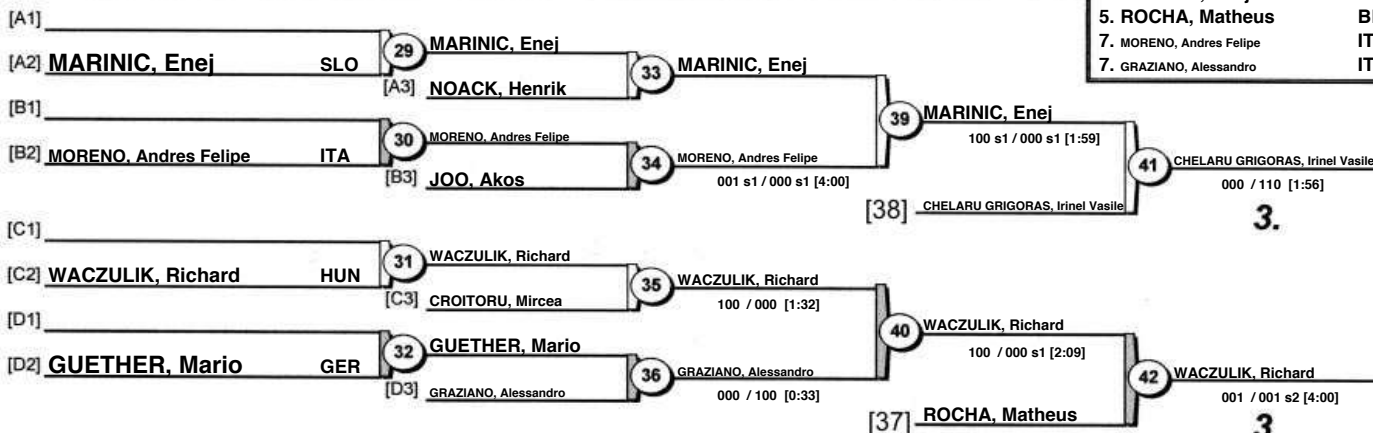 5. ROCHA, Matheus
7. MORENO, Andres Felipe
7. GRAZIANO, Alessandro
[A1]
[A2] MARINIC, Enej SLO
29
MARINIC, Enej
[A3] NOACK, Henrik
33
MARINIC, Enej
[B1]
[B2] MORENO, Andres Felipe ITA
30
MORENO, Andres Felipe
[B3] JOO, Akos
34
MORENO, Andres Felipe
001 s1 / 000 s1 [4:00]
39
MARINIC, Enej
100 s1 / 000 s1 [1:59]
[38] CHELARU GRIGORAS, Irinel Vasile
41
CHELARU GRIGORAS, Irinel Vasile
000 / 110 [1:56]
3.
[C1]
[C2] WACZULIK, Richard HUN
31
WACZULIK, Richard
[C3] CROITORU, Mircea
35
WACZULIK, Richard
100 / 000 [1:32]
[D1]
[D2] GUETHER, Mario GER
32
GUETHER, Mario
[D3] GRAZIANO, Alessandro
36
GRAZIANO, Alessandro
000 / 100 [0:33]
40
WACZULIK, Richard
100 / 000 s1 [2:09]
[37] ROCHA, Matheus
42
WACZULIK, Richard
001 / 001 s2 [4:00]
3